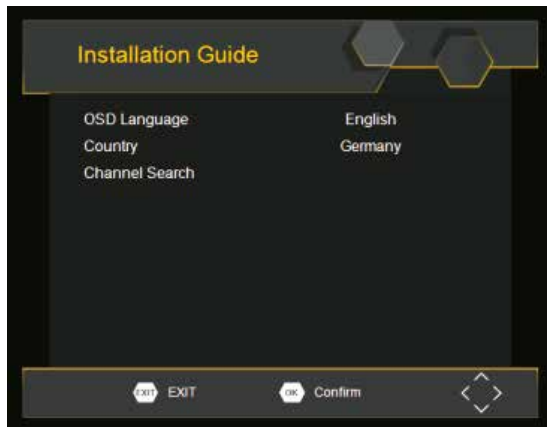 Installation Guide
OSD Language English
Country Germany
Channel Search
EXIT EXIT OK Confirm